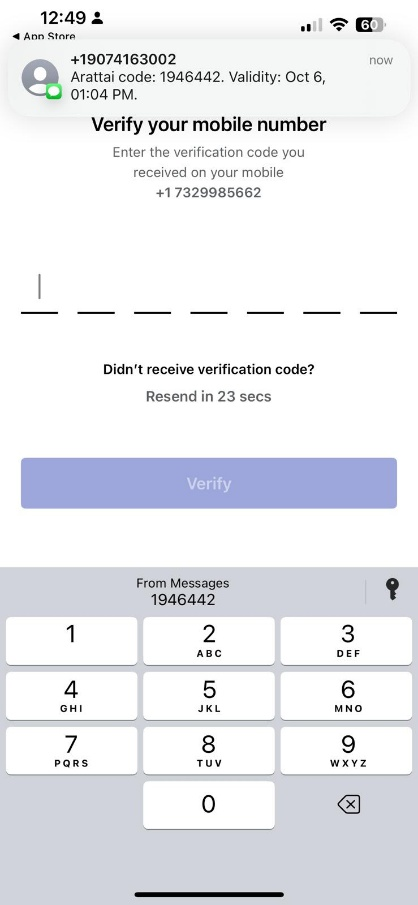 12:49
60
◀ App Store
+19074163002
now
Arattai code: 1946442. Validity: Oct 6,
01:04 PM.
Verify your mobile number
Enter the verification code you
received on your mobile
+1 7329985662
Didn’t receive verification code?
Resend in 23 secs
Verify
From Messages
1946442
1
2
ABC
3
DEF
4
GHI
5
JKL
6
MNO
7
PQRS
8
TUV
9
WXYZ
0